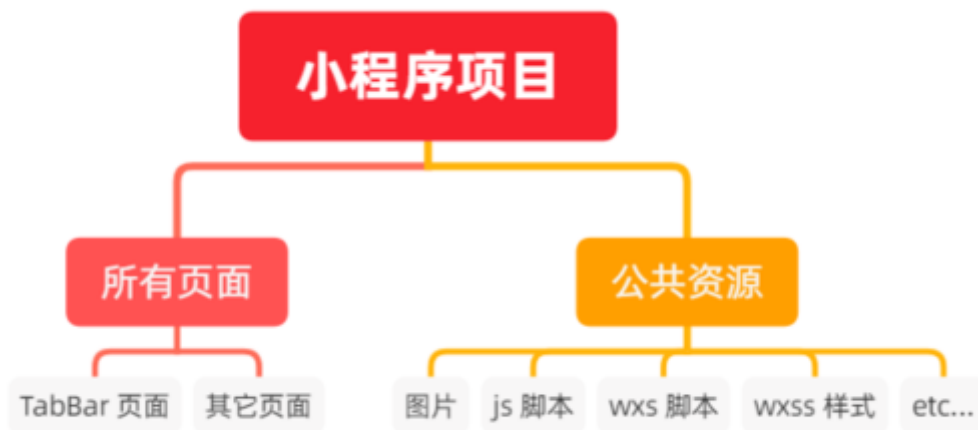 小程序项目
所有页面
公共资源
TabBar 页面
其它页面
图片
js 脚本
wxs 脚本
wxss 样式
etc...